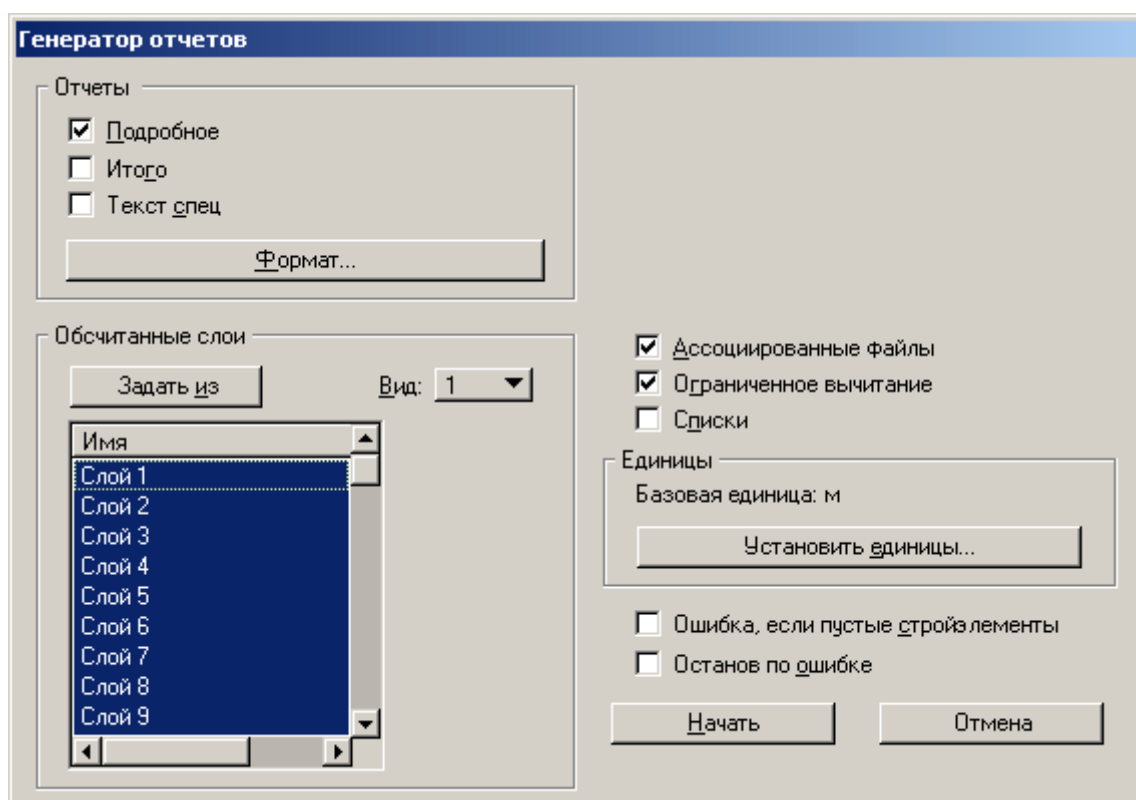 Генератор отчетов
Отчеты
Подробное
Итого
Текст спец
Формат...
Обсчитанные слои
Задать из
Вид: 1
Имя
Слой 1
Слой 2
Слой 3
Слой 4
Слой 5
Слой 6
Слой 7
Слой 8
Слой 9
Ассоциированные файлы
Ограниченное вычитание
Списки
Единицы
Базовая единица: м
Установить единицы...
Ошибка, если пустые стройэлементы
Останов по ошибке
Начать
Отмена